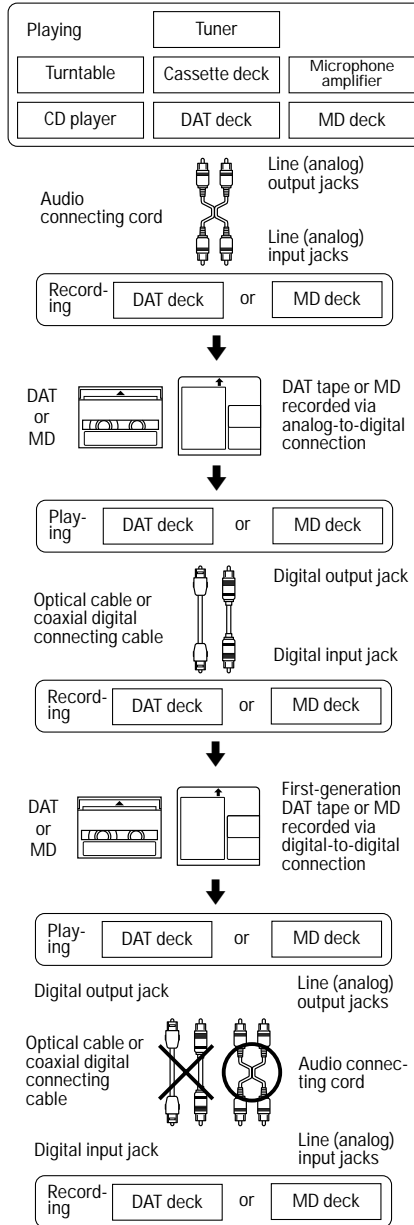 Playing
Tuner
Turntable
Cassette deck
Microphone
amplifier
CD player
DAT deck
MD deck
Audio
connecting cord
Line (analog)
output jacks
Line (analog)
input jacks
Record-
ing
DAT deck
or
MD deck
DAT
or
MD
DAT tape or MD
recorded via
analog-to-digital
connection
Play-
ing
DAT deck
or
MD deck
Optical cable or
coaxial digital
connecting cable
Digital output jack
Digital input jack
Record-
ing
DAT deck
or
MD deck
DAT
or
MD
First-generation
DAT tape or MD
recorded via
digital-to-digital
connection
Play-
ing
DAT deck
or
MD deck
Digital output jack
Line (analog)
output jacks
Optical cable or
coaxial digital
connecting
cable
Audio connec-
ting cord
Digital input jack
Line (analog)
input jacks
Record-
ing
DAT deck
or
MD deck